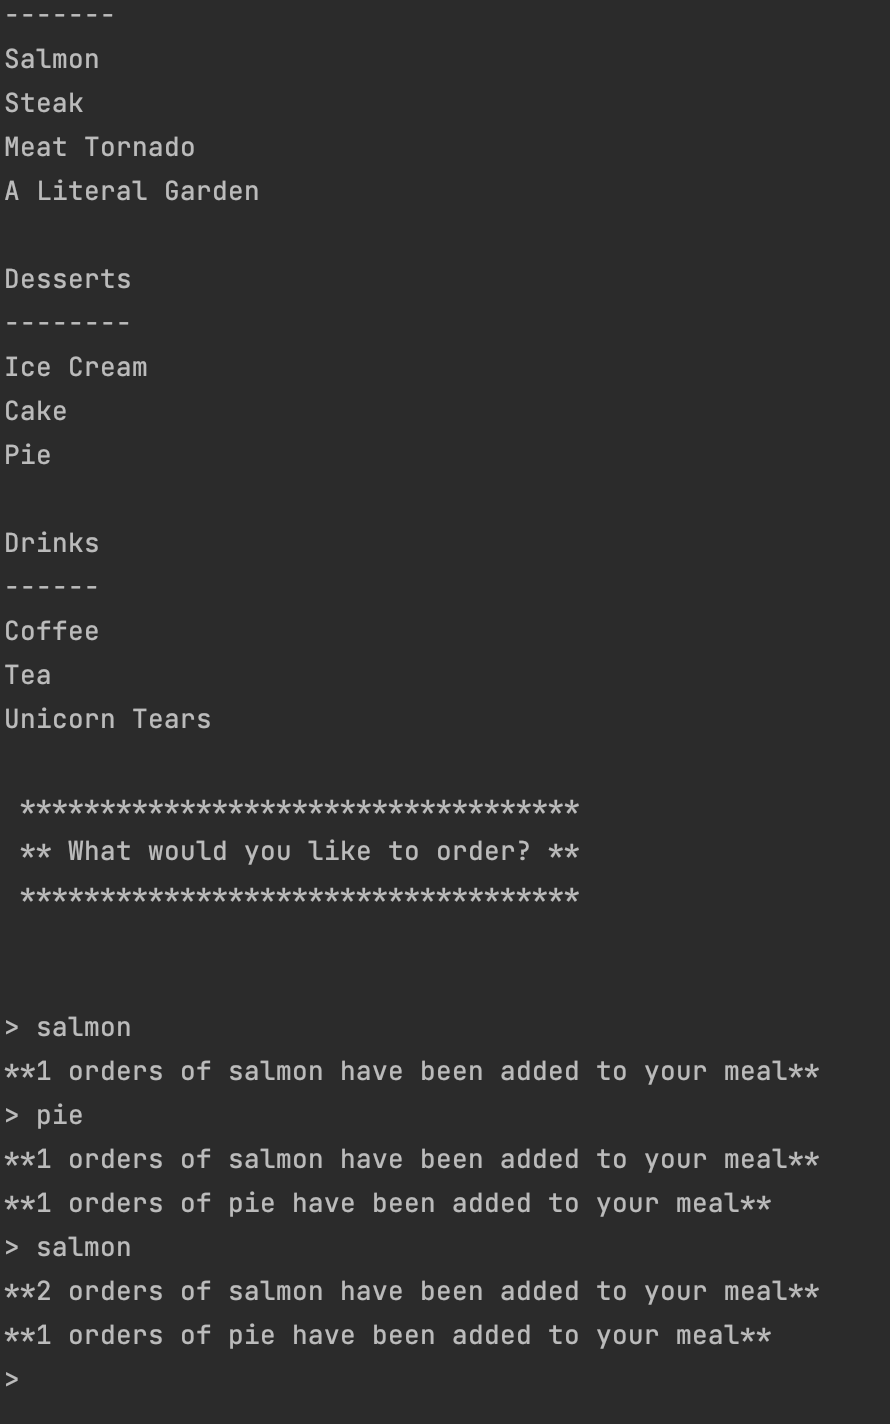 -------
Salmon
Steak
Meat Tornado
A Literal Garden
Desserts
--------
Ice Cream
Cake
Pie
Drinks
------
Coffee
Tea
Unicorn Tears
***********************************
** What would you like to order? **
***********************************
> salmon
**1 orders of salmon have been added to your meal**
> pie
**1 orders of salmon have been added to your meal**
**1 orders of pie have been added to your meal**
> salmon
**2 orders of salmon have been added to your meal**
**1 orders of pie have been added to your meal**
>